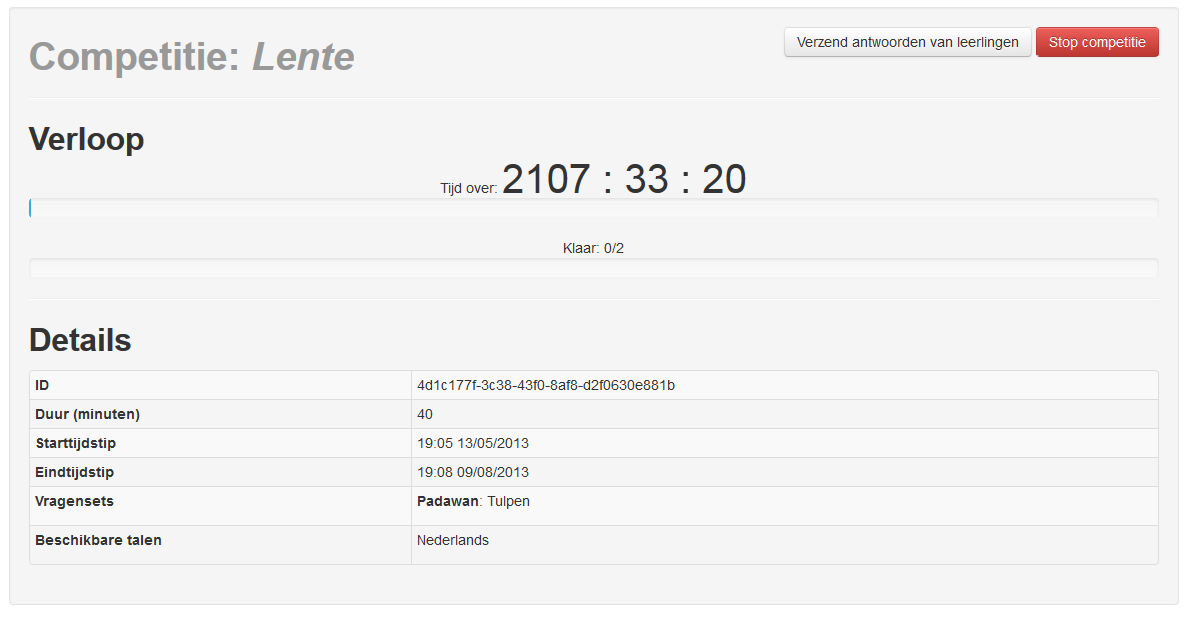 Competitie: Lente
Verzend antwoorden van leerlingen
Stop competitie
Verloop
Tijd over: 2107 : 33 : 20
Klaar: 0/2
Details
ID 4d1c177f-3c38-43f0-8af8-d2f0630e881b
Duur (minuten) 40
Starttijdstip 19:05 13/05/2013
Eindtijdstip 19:08 09/08/2013
Vragensets Padawan: Tulpen
Beschikbare talen Nederlands